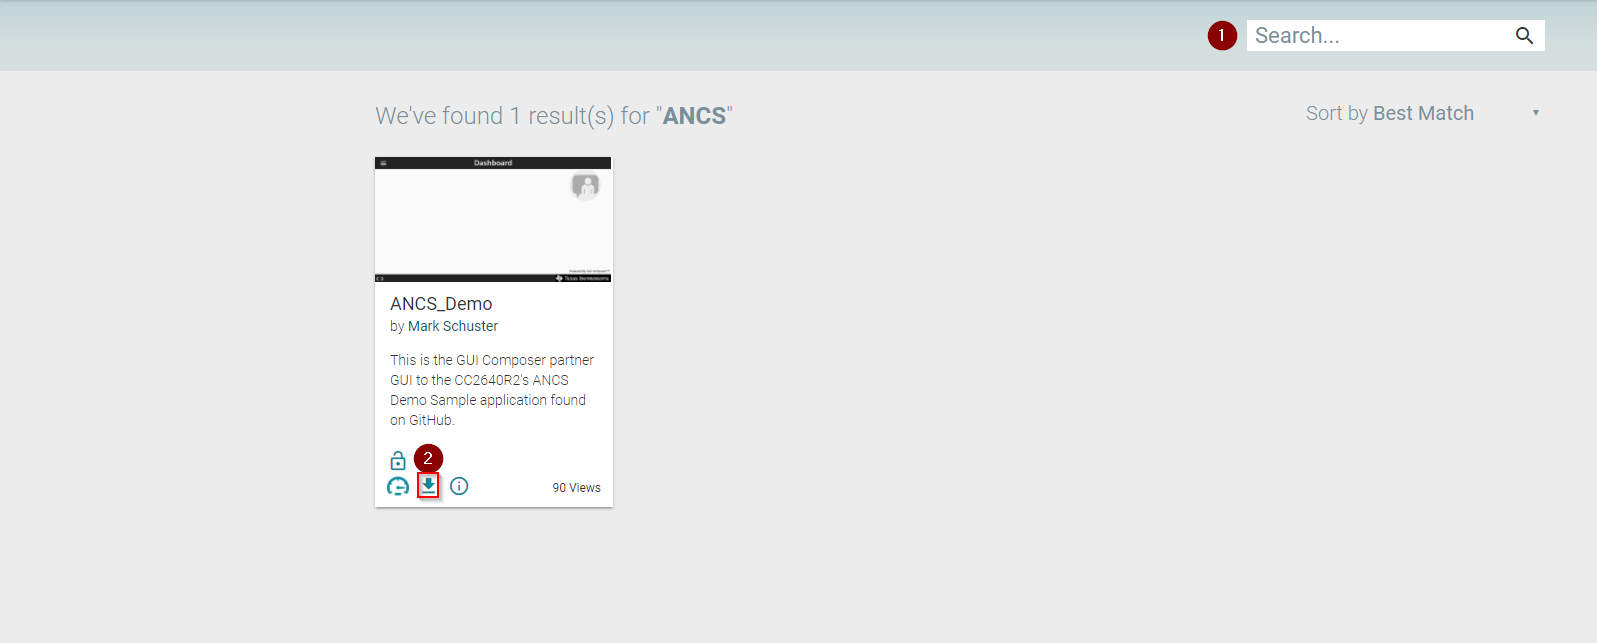 1 Search...
We've found 1 result(s) for "ANCS"
Sort by Best Match
Dashboard
TEXAS INSTRUMENTS
ANCS_Demo
by Mark Schuster
This is the GUI Composer partner
GUI to the CC2640R2's ANCS
Demo Sample application found
on GitHub.
2
90 Views